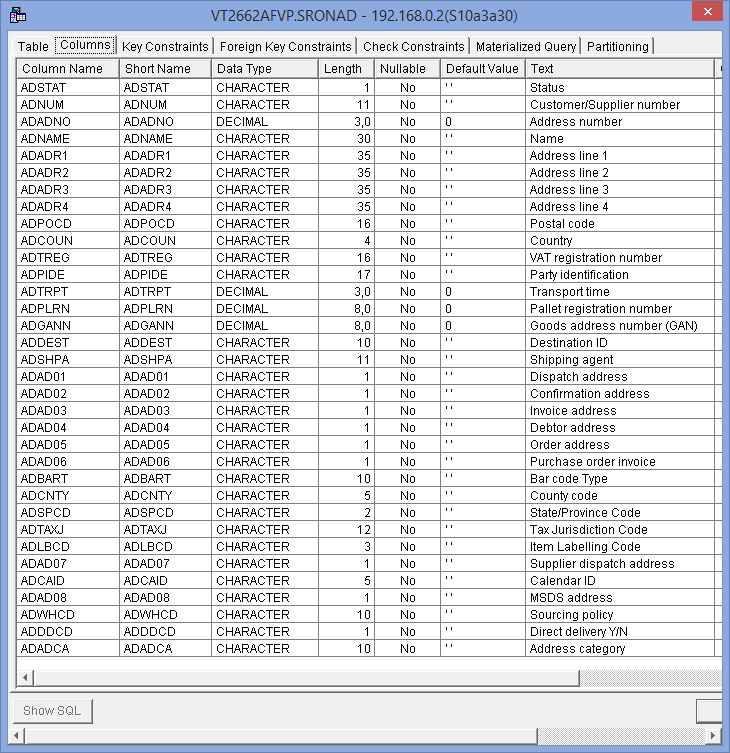 VT2662AFVP.SRONAD - 192.168.0.2(S10a3a30)
Table Columns Key Constraints Foreign Key Constraints Check Constraints Materialized Query Partitioning
Column Name Short Name Data Type Length Nullable Default Value Text
ADSTAT ADSTAT CHARACTER 1 No ' ' Status
ADNUM ADNUM CHARACTER 11 No ' ' Customer/Supplier number
ADADNO ADADNO DECIMAL 3,0 No 0 Address number
ADNAME ADNAME CHARACTER 30 No ' ' Name
ADADR1 ADADR1 CHARACTER 35 No ' ' Address line 1
ADADR2 ADADR2 CHARACTER 35 No ' ' Address line 2
ADADR3 ADADR3 CHARACTER 35 No ' ' Address line 3
ADADR4 ADADR4 CHARACTER 35 No ' ' Address line 4
ADPOCD ADPOCD CHARACTER 16 No ' ' Postal code
ADCOUN ADCOUN CHARACTER 4 No ' ' Country
ADTREG ADTREG CHARACTER 16 No ' ' VAT registration number
ADPIDE ADPIDE CHARACTER 17 No ' ' Party identification
ADTRPT ADTRPT DECIMAL 3,0 No 0 Transport time
ADPLRN ADPLRN DECIMAL 8,0 No 0 Pallet registration number
ADGANN ADGANN DECIMAL 8,0 No 0 Goods address number (GAN)
ADDEST ADDEST CHARACTER 10 No ' ' Destination ID
ADSHPA ADSHPA CHARACTER 11 No ' ' Shipping agent
ADAD01 ADAD01 CHARACTER 1 No ' ' Dispatch address
ADAD02 ADAD02 CHARACTER 1 No ' ' Confirmation address
ADAD03 ADAD03 CHARACTER 1 No ' ' Invoice address
ADAD04 ADAD04 CHARACTER 1 No ' ' Debtor address
ADAD05 ADAD05 CHARACTER 1 No ' ' Order address
ADAD06 ADAD06 CHARACTER 1 No ' ' Purchase order invoice
ADBART ADBART CHARACTER 10 No ' ' Bar code Type
ADCNTY ADCNTY CHARACTER 5 No ' ' County code
ADSPCD ADSPCD CHARACTER 2 No ' ' State/Province Code
ADTAXJ ADTAXJ CHARACTER 12 No ' ' Tax Jurisdiction Code
ADLBCD ADLBCD CHARACTER 3 No ' ' Item Labelling Code
ADAD07 ADAD07 CHARACTER 1 No ' ' Supplier dispatch address
ADCAID ADCAID CHARACTER 5 No ' ' Calendar ID
ADAD08 ADAD08 CHARACTER 1 No ' ' MSDS address
ADWHCD ADWHCD CHARACTER 10 No ' ' Sourcing policy
ADDDCD ADDDCD CHARACTER 1 No ' ' Direct delivery Y/N
ADADCA ADADCA CHARACTER 10 No ' ' Address category
Show SQL